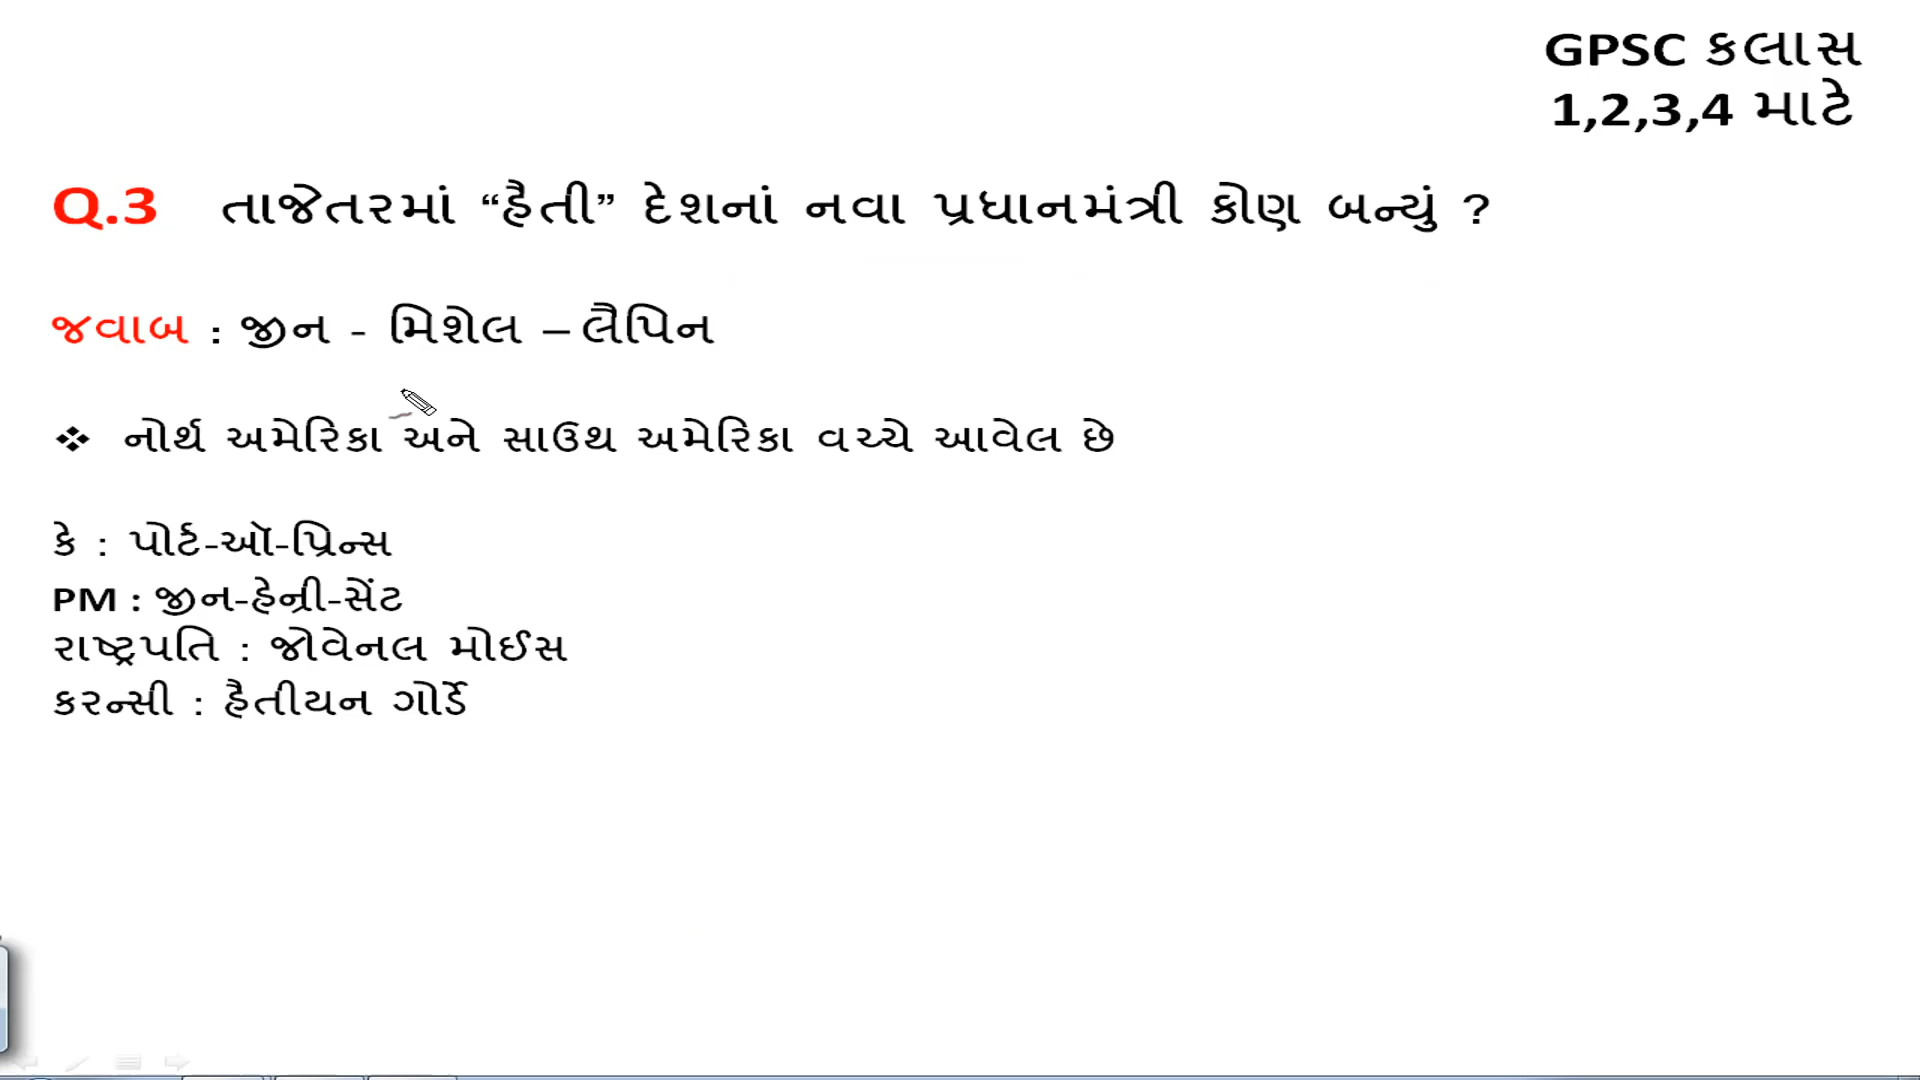 GPSC કલાસ
1,2,3,4 માટે
Q.3 તાજેતરમાં “હૈતી” દેશનાં નવા પ્રધાનમંત્રી કોણ બન્યું ?
જવાબ : જીન - મિશેલ – લૈપિન
❖ નોર્થ અમેરિકા અને સાઉથ અમેરિકા વચ્ચે આવેલ છે
કે : પોર્ટ-ઑ-પ્રિન્સ
PM : જીન-હેન્રી-સેંટ
રાષ્ટ્રપતિ : જોવેનલ મોઈસ
કરન્સી : હૈતીયન ગોર્ડે